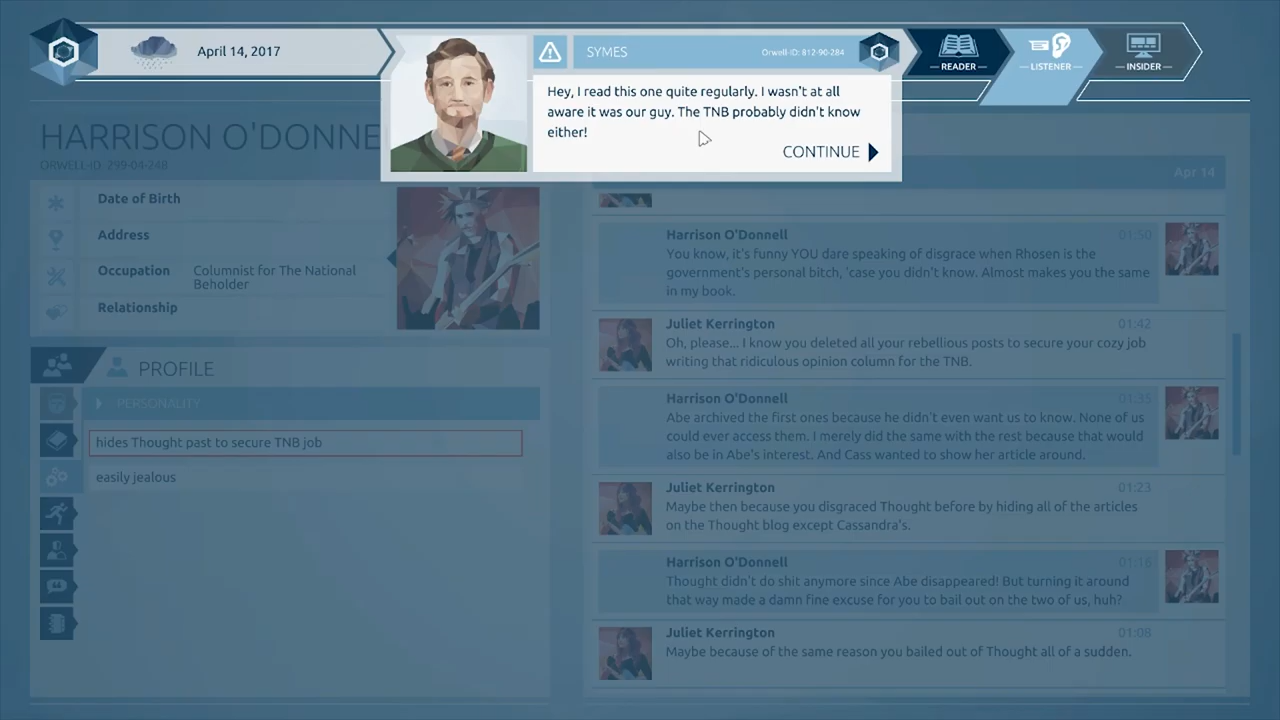 April 14, 2017
SYMES
Orwell-ID: 812-90-284
Hey, I read this one quite regularly. I wasn't at all
aware it was our guy. The TNB probably didn't know
either!
CONTINUE
READER
LISTENER
INSIDER
HARRISON O'DONNE
ORWELL-ID: 299-04-248
Date of Birth
Address
Occupation Columnist for The National
Beholder
Relationship
PROFILE
PERSONALITY
hides Thought past to secure TNB job
easily jealous
Apr 14
Harrison O'Donnell 01:50
You know, it's funny YOU dare speaking of disgrace when Rhosen is the
government's personal bitch, 'case you didn't know. Almost makes you the same
in my book.
Juliet Kerrington 01:42
Oh, please... I know you deleted all your rebellious posts to secure your cozy job
writing that ridiculous opinion column for the TNB.
Harrison O'Donnell 01:35
Abe archived the first ones because he didn't even want us to know. None of us
could ever access them. I merely did the same with the rest because that would
also be in Abe's interest. And Cass wanted to show her article around.
Juliet Kerrington 01:23
Maybe then because you disgraced Thought before by hiding all of the articles
on the Thought blog except Cassandra's.
Harrison O'Donnell 01:16
Thought didn't do shit anymore since Abe disappeared! But turning it around
that way made a damn fine excuse for you to bail out on the two of us, huh?
Juliet Kerrington 01:08
Maybe because of the same reason you bailed out of Thought all of a sudden.